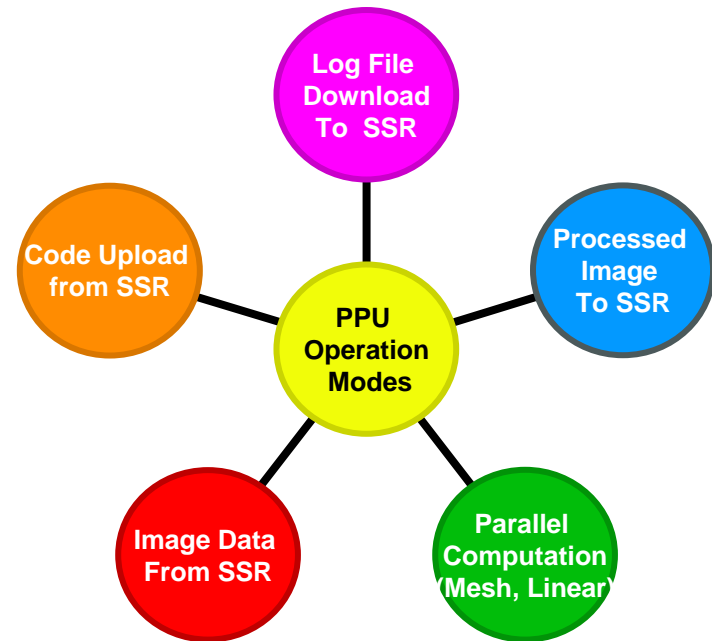 Log File
Download
To SSR
Code Upload
from SSR
Processed
Image
To SSR
PPU
Operation
Modes
Image Data
From SSR
Parallel
Computation
(Mesh, Linear)